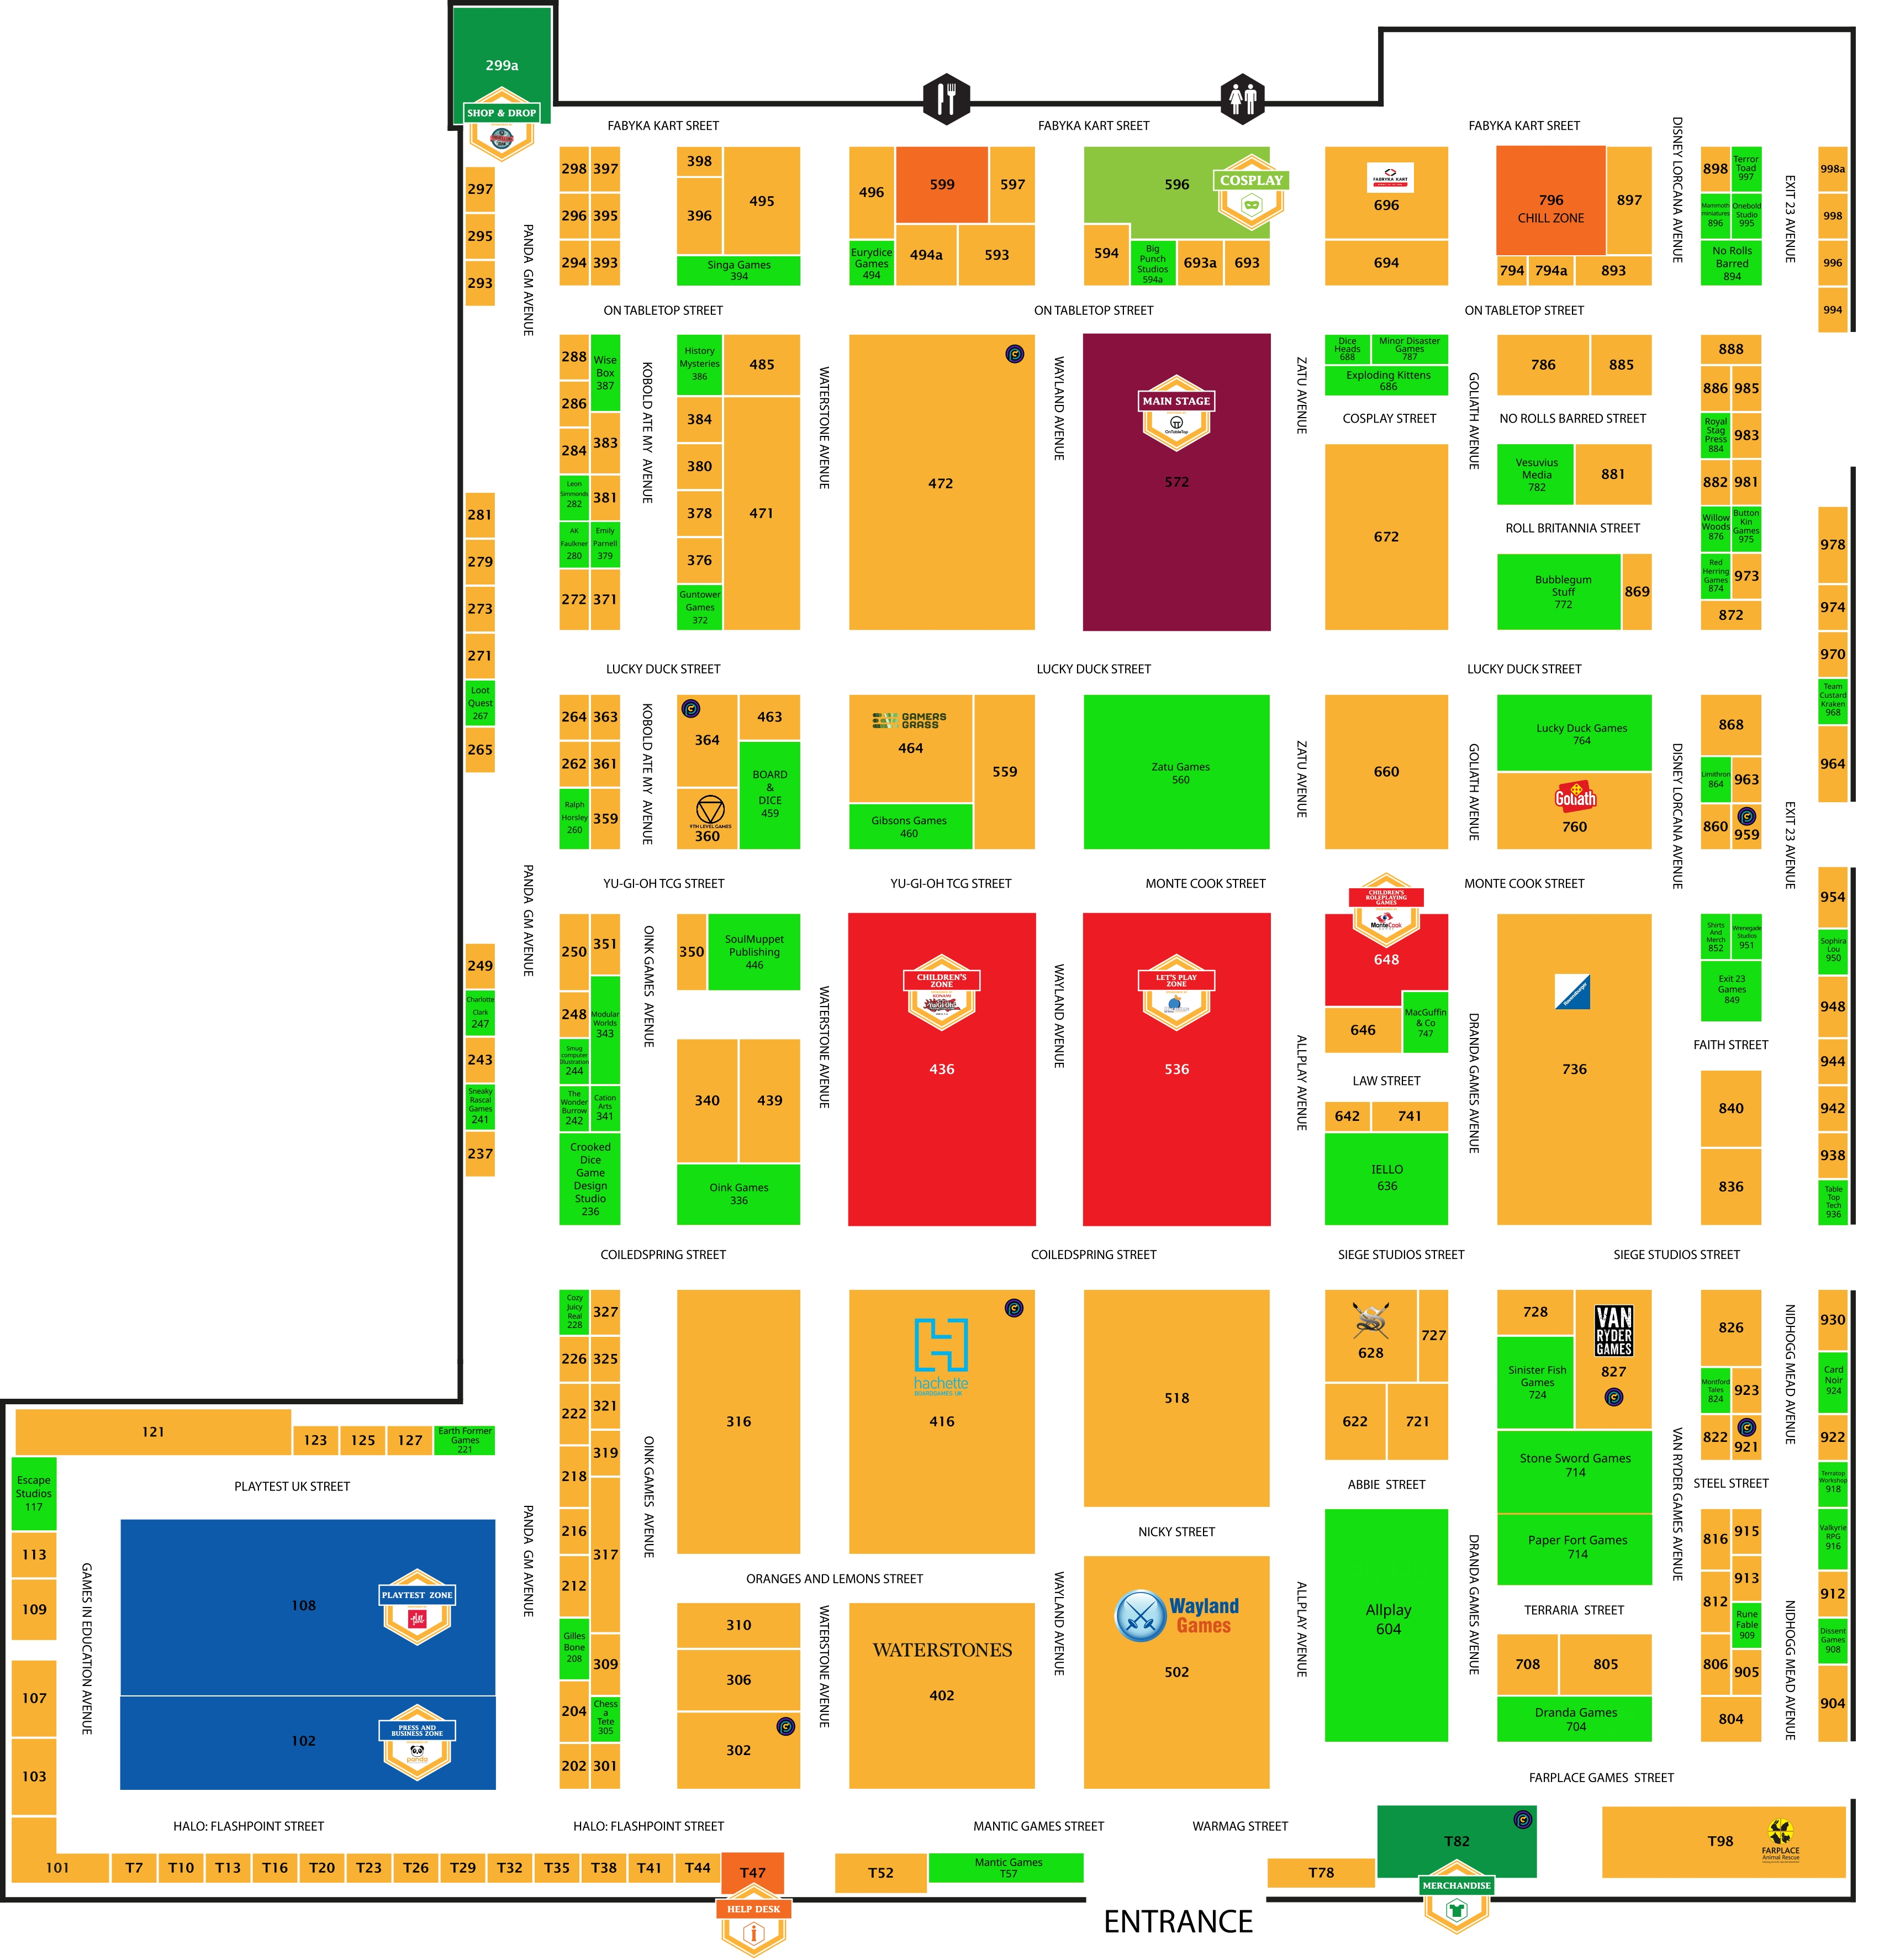 299a
SHOP & DROP
FABYKA KART SREET
FABYKA KART SREET
FABYKA KART SREET
DISNEY LORCANA AVENUE
EXIT 23 AVENUE
PANDA GM AVENUE
297
295
293
298
397
296
395
294
393
398
396
495
Singa Games
394
496
599
597
Eurydice
Games
494
494a
593
596
COSPLAY
594
Big
Punch
Studios
594a
693a
693
FABRYKA KART
696
694
796
CHILL ZONE
897
794
794a
893
898
Terror
Toad
997
Mammoth
miniatures
896
Onebold
Studio
995
No Rolls
Barred
894
998a
998
996
994
ON TABLETOP STREET
ON TABLETOP STREET
ON TABLETOP STREET
288
Wise
Box
387
286
284
383
Leon
Simmonds
282
381
AK
Faulkner
280
Emily
Parnell
379
272
371
KOBOLD ATE MY AVENUE
History
Mysteries
386
485
384
380
378
376
471
Guntower
Games
372
WATERSTONE AVENUE
472
WAYLAND AVENUE
MAIN STAGE
OnTableTop
572
ZATU AVENUE
Dice
Heads
688
Minor Disaster
Games
787
Exploding Kittens
686
COSPLAY STREET
672
GOLIATH AVENUE
786
885
NO ROLLS BARRED STREET
Vesuvius
Media
782
881
ROLL BRITANNIA STREET
Bubblegum
Stuff
772
869
888
886
985
Royal
Stag
Press
884
983
882
981
Willow
Woods
876
Button
Kin
Games
975
Red
Herring
Games
874
973
872
978
974
970
Team
Custard
Kraken
968
964
281
279
273
271
Loot
Quest
267
265
LUCKY DUCK STREET
LUCKY DUCK STREET
LUCKY DUCK STREET
264
363
262
361
Ralph
Horsley
260
359
KOBOLD ATE MY AVENUE
364
463
9TH LEVEL GAMES
360
BOARD
&
DICE
459
GAMERS
GRASS
464
559
Gibsons Games
460
Zatu Games
560
ZATU AVENUE
660
GOLIATH AVENUE
Lucky Duck Games
764
Goliath
760
DISNEY LORCANA AVENUE
868
Limithron
864
963
860
959
EXIT 23 AVENUE
PANDA GM AVENUE
YU-GI-OH TCG STREET
YU-GI-OH TCG STREET
MONTE COOK STREET
MONTE COOK STREET
249
Charlotte
Clark
247
243
Sneaky
Rascal
Games
241
237
250
351
248
Modular
Worlds
343
Smug
computer
Illustration
244
The
Wonder
Burrow
242
Cation
Arts
341
Crooked
Dice
Game
Design
Studio
236
OINK GAMES AVENUE
350
SoulMuppet
Publishing
446
340
439
Oink Games
336
WATERSTONE AVENUE
CHILDREN'S
ZONE
KONAMI
436
WAYLAND AVENUE
LET'S PLAY
ZONE
536
ALLPLAY AVENUE
CHILDREN'S
ROLEPLAYING
GAMES
MonteCook
648
646
MacGuffin
& Co
747
LAW STREET
642
741
IELLO
636
DRANDA GAMES AVENUE
Ravensburger
736
Shirts
And
Merch
852
Wrenegade
Studios
951
Exit 23
Games
849
FAITH STREET
840
836
954
Sophira
Lou
950
948
944
942
938
Table
Top
Tech
936
COILEDSPRING STREET
COILEDSPRING STREET
SIEGE STUDIOS STREET
SIEGE STUDIOS STREET
Cozy
Juicy
Real
228
327
226
325
222
321
319
218
216
317
212
Gilles
Bone
208
309
204
Chess
a
Tete
305
202
301
OINK GAMES AVENUE
316
hachette
BOARDGAMES UK
416
518
NICKY STREET
ORANGES AND LEMONS STREET
310
306
302
WATERSTONE AVENUE
WATERSTONES
402
WAYLAND AVENUE
Wayland
Games
502
ALLPLAY AVENUE
628
727
622
721
ABBIE STREET
Allplay
604
DRANDA GAMES AVENUE
728
VAN
RYDER
GAMES
827
Sinister Fish
Games
724
Stone Sword Games
714
Paper Fort Games
714
TERRARIA STREET
708
805
Dranda Games
704
VAN RYDER GAMES AVENUE
826
Montford
Tales
824
923
822
921
STEEL STREET
816
915
913
812
Rune
Fable
909
806
905
804
NIDHOGG MEAD AVENUE
NIDHOGG MEAD AVENUE
930
Card
Noir
924
922
Terratop
Workshop
918
Valkyrie
RPG
916
912
Dissent
Games
908
904
121
123
125
127
Earth Former
Games
221
PLAYTEST UK STREET
Escape
Studios
117
113
109
107
103
101
GAMES IN EDUCATION AVENUE
108
PLAYTEST ZONE
102
PRESS AND
BUSINESS ZONE
panda
PANDA GM AVENUE
FARPLACE GAMES STREET
HALO: FLASHPOINT STREET
HALO: FLASHPOINT STREET
MANTIC GAMES STREET
WARMAG STREET
T7
T10
T13
T16
T20
T23
T26
T29
T32
T35
T38
T41
T44
T47
HELP DESK
T52
Mantic Games
T57
T78
T82
MERCHANDISE
T98
FARPLACE
Animal Rescue
ENTRANCE